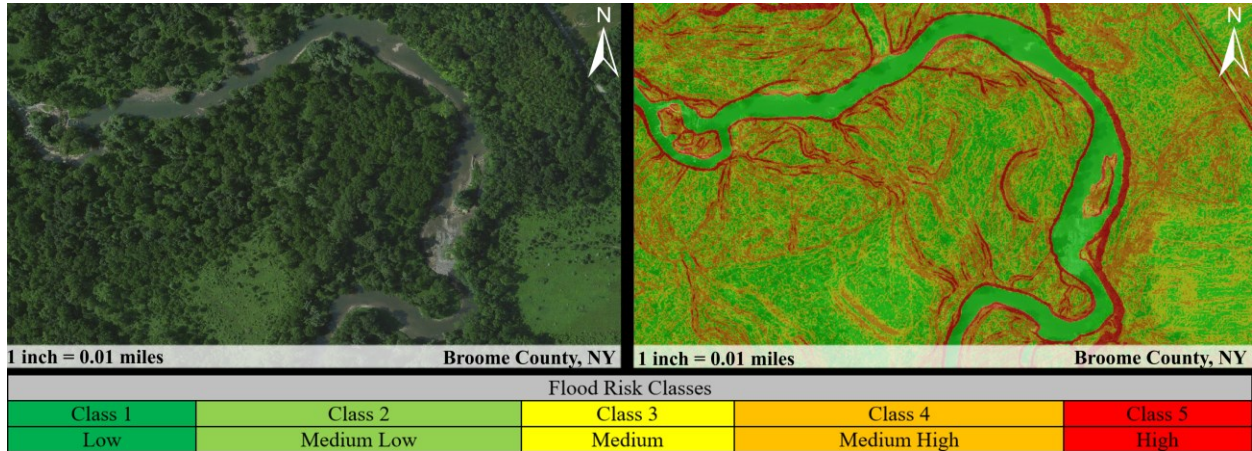 N
N
1 inch = 0.01 miles
Broome County, NY
1 inch = 0.01 miles
Broome County, NY
Flood Risk Classes
Class 1 Class 2 Class 3 Class 4 Class 5
Low Medium Low Medium Medium High High